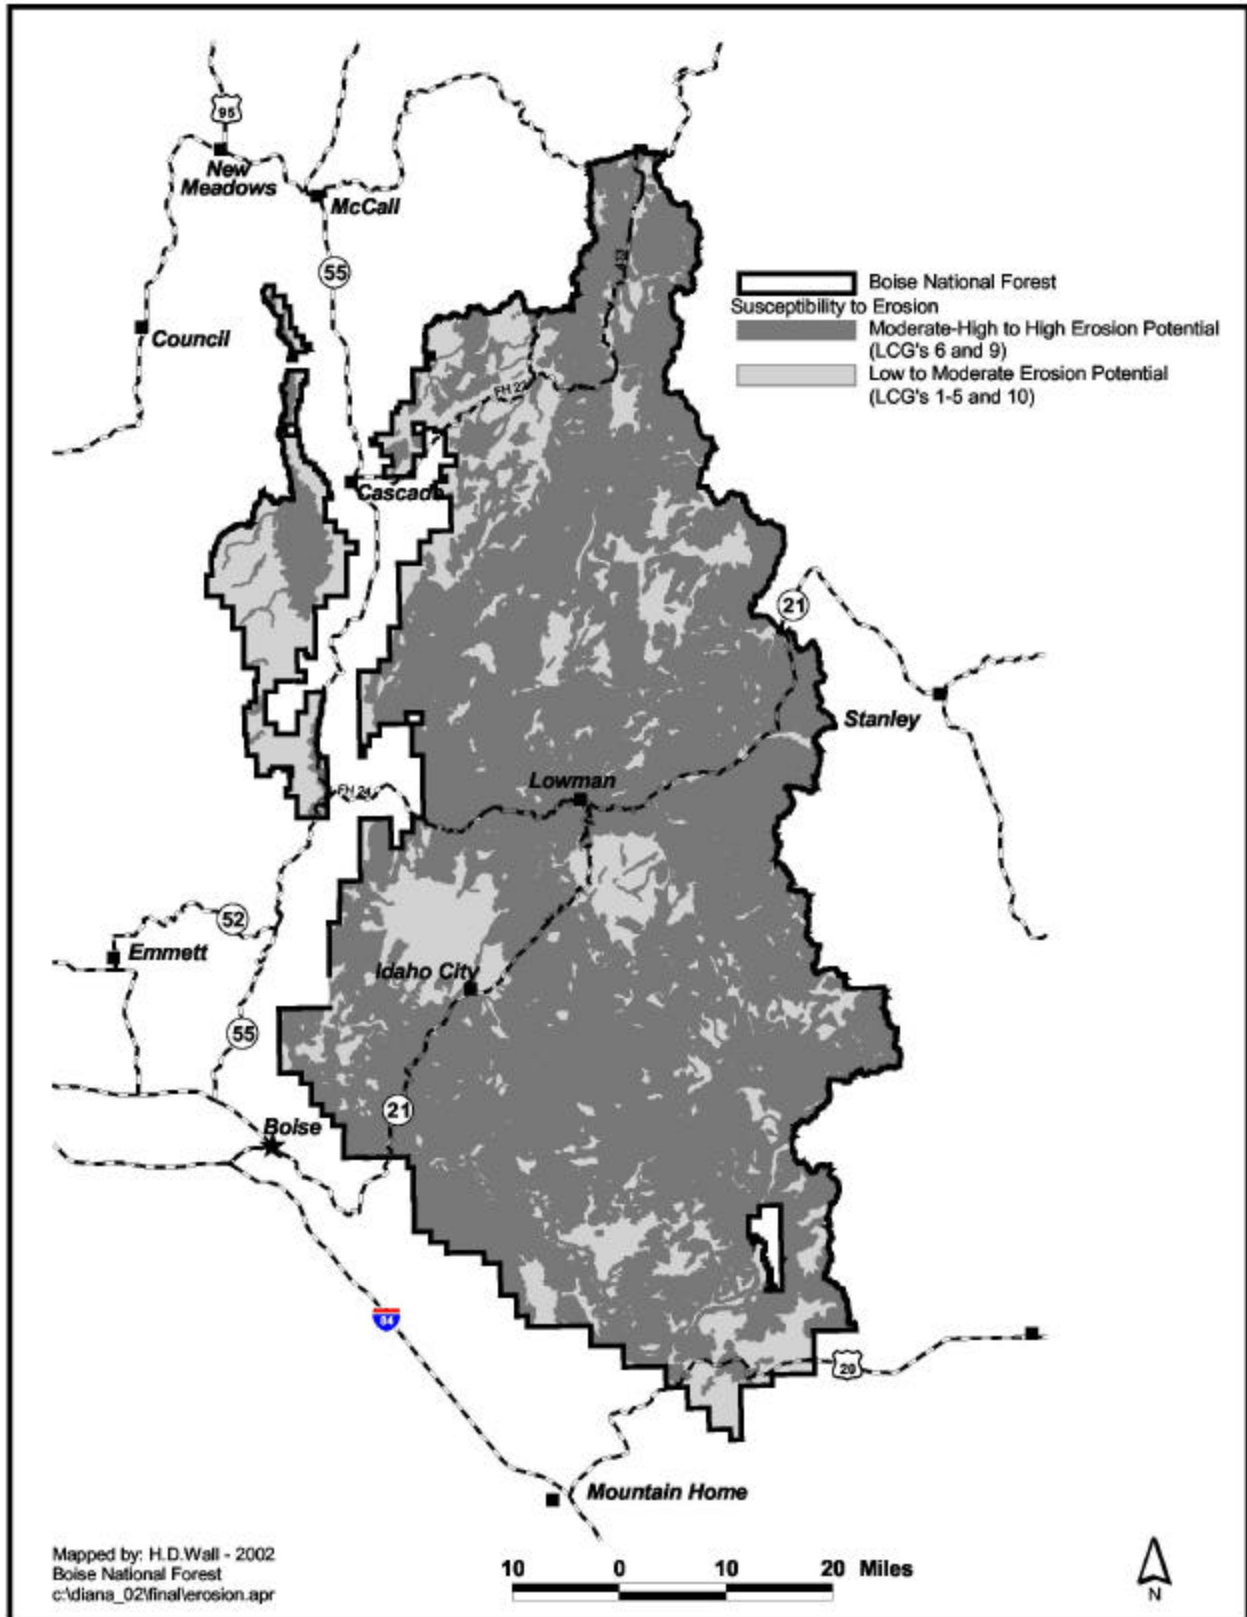 95
New
Meadows
McCall
55
Council
Boise National Forest
Susceptibility to Erosion
Moderate-High to High Erosion Potential
(LCG's 6 and 9)
Low to Moderate Erosion Potential
(LCG's 1-5 and 10)
FH 22
Cascade
21
Stanley
Lowman
FH 24
52
Emmett
Idaho City
55
21
Boise
84
20
Mountain Home
Mapped by: H.D.Wall - 2002
Boise National Forest
c:\diana_02\final\erosion.apr
10 0 10 20 Miles
N